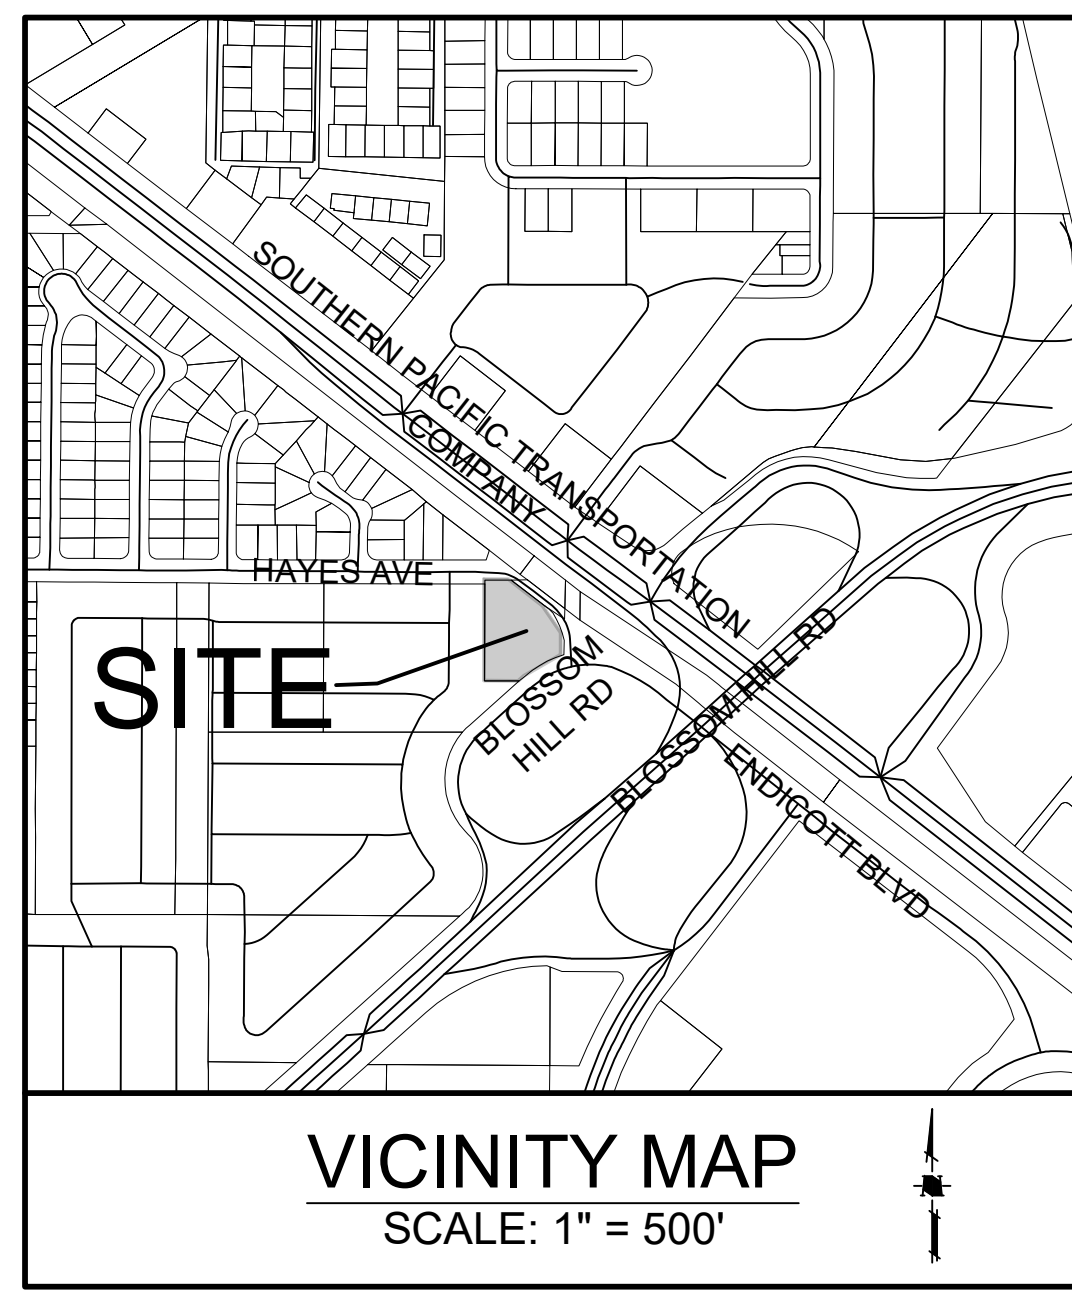 SOUTHERN PACIFIC TRANSPORTATION
COMPANY
HAYES AVE
SITE
BLOSSOM
HILL RD
BLOSSOM HILL RD
ENDICOTT BLVD
VICINITY MAP
SCALE: 1" = 500'
N